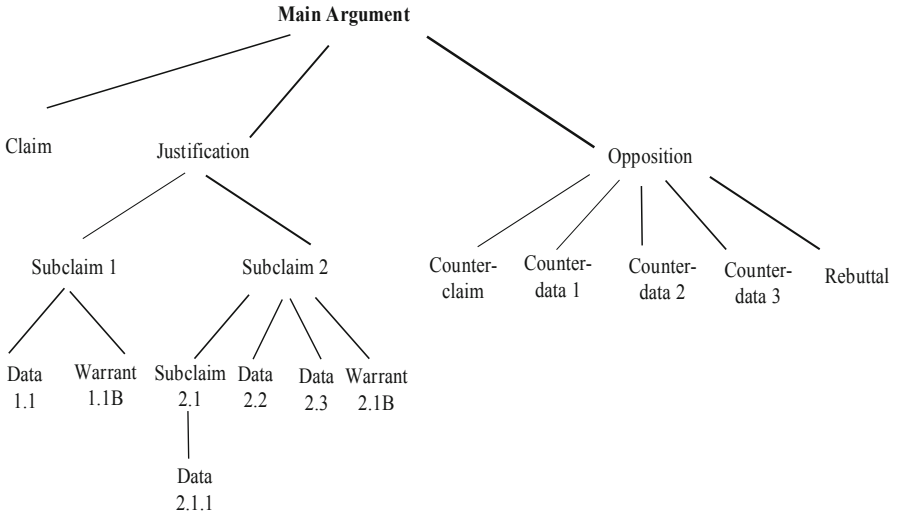 Main Argument
Claim
Justification
Opposition
Subclaim 1
Subclaim 2
Counter-
claim
Counter-
data 1
Counter-
data 2
Counter-
data 3
Rebuttal
Data
1.1
Warrant
1.1B
Subclaim
2.1
Data
2.2
Data
2.3
Warrant
2.1B
Data
2.1.1